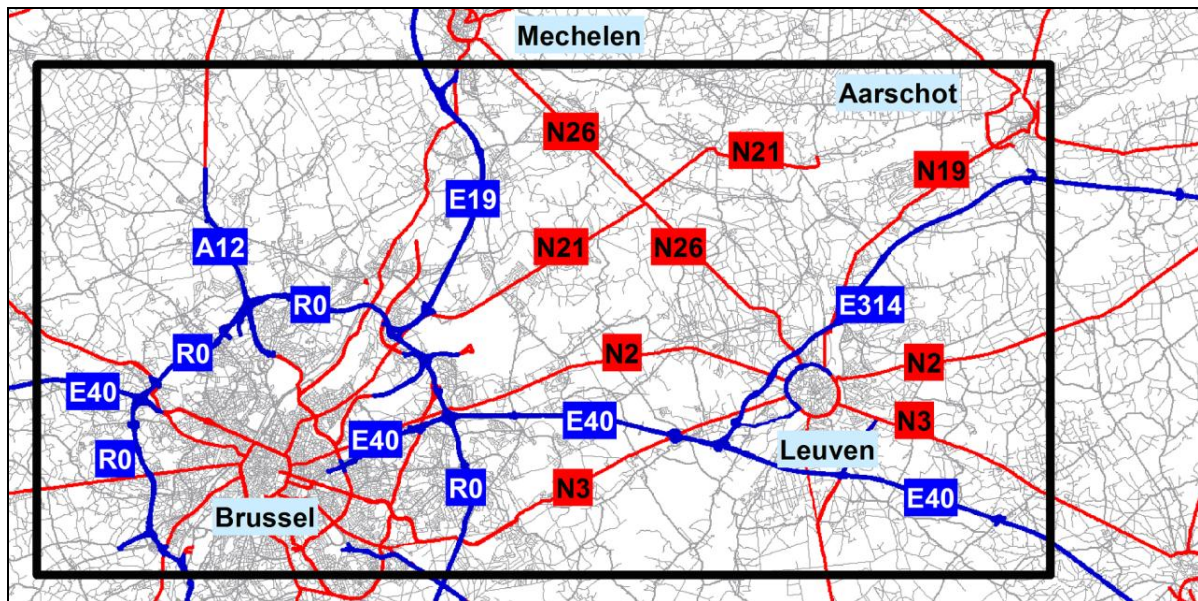 Mechelen
Aarschot
N26
N21
N19
E19
A12
N21
N26
R0
E314
R0
N2
N2
E40
E40
E40
N3
R0
Leuven
R0
N3
E40
Brussel